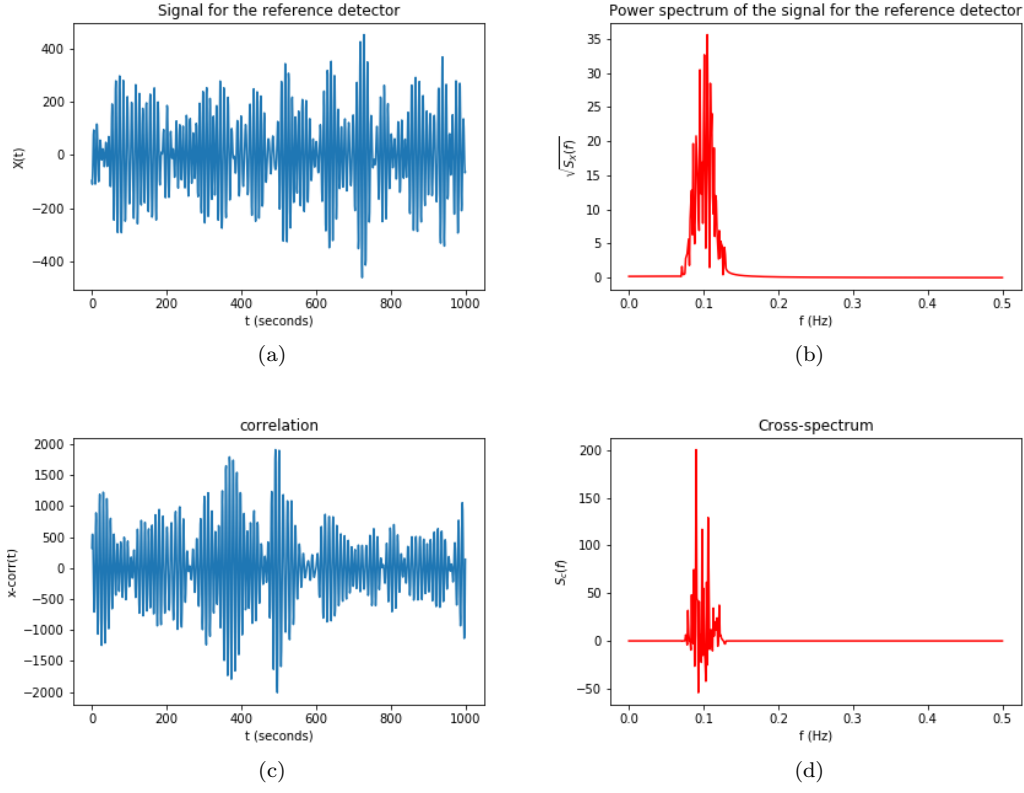 Signal for the reference detector
X(t)
400
200
0
−200
−400
0 200 400 600 800 1000
t (seconds)
(a)
Power spectrum of the signal for the reference detector
√S_X(f)
35
30
25
20
15
10
5
0
0.0 0.1 0.2 0.3 0.4 0.5
f (Hz)
(b)
correlation
x-corr(t)
2000
1500
1000
500
0
−500
−1000
−1500
−2000
0 200 400 600 800 1000
t (seconds)
(c)
Cross-spectrum
S_c(f)
200
150
100
50
0
−50
0.0 0.1 0.2 0.3 0.4 0.5
f (Hz)
(d)